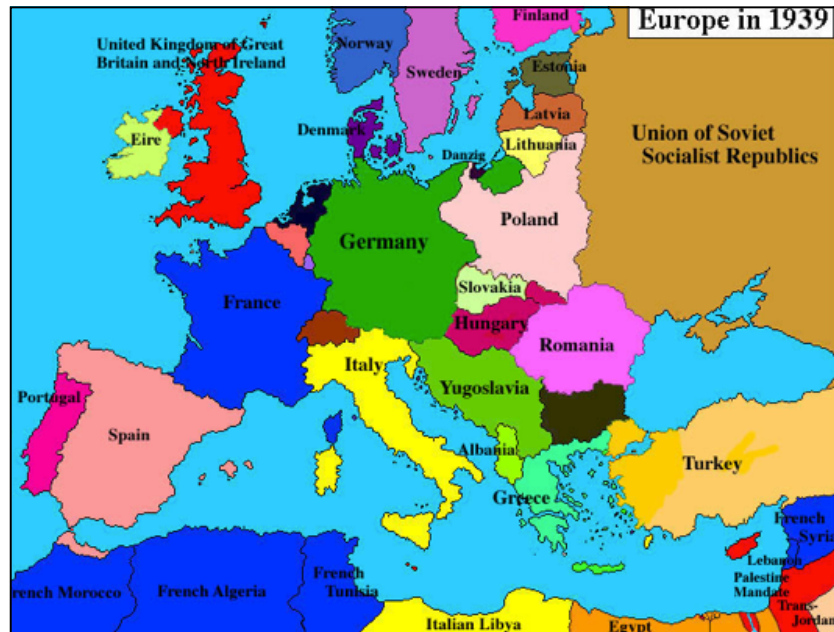 Europe in 1939
United Kingdom of Great
Britain and North Ireland
Norway
Finland
Sweden
Estonia
Eire
Denmark
Latvia
Union of Soviet
Socialist Republics
Danzig
Lithuania
Poland
Germany
Slovakia
France
Hungary
Romania
Italy
Yugoslavia
Portugal
Spain
Albania
Turkey
Greece
French
Syria
Lebanon
Palestine
Mandate
French Algeria
French
Tunisia
rench Morocco
Trans-
Jordan
Italian Libya
Egypt